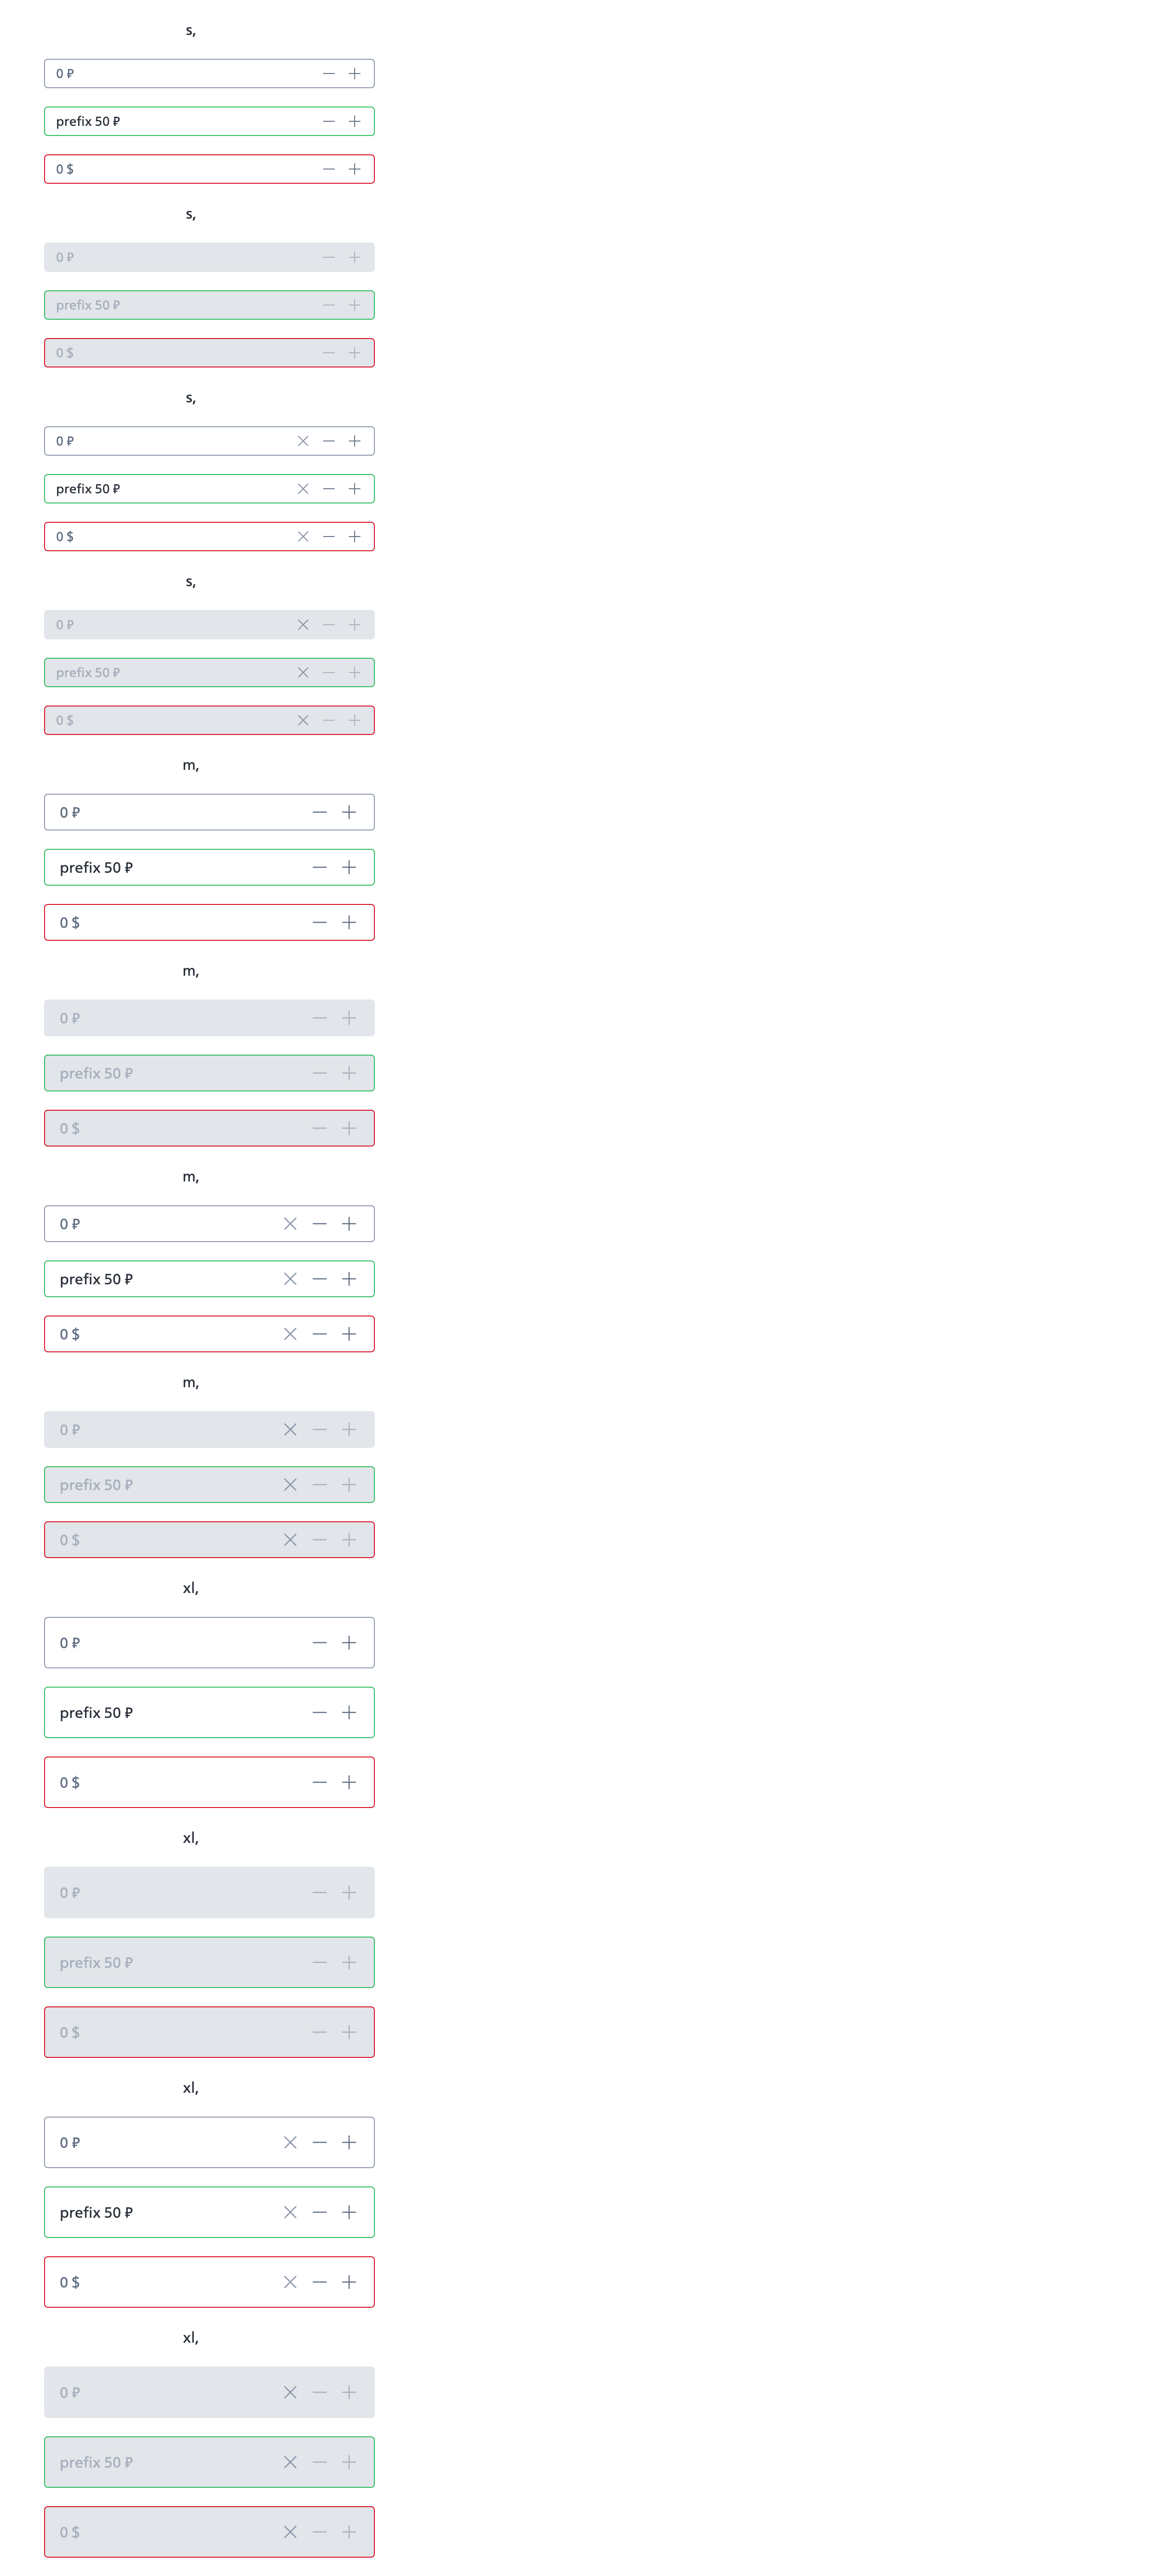 s,
0 ₽
prefix 50 ₽
0 $
s,
0 ₽
prefix 50 ₽
0 $
s,
0 ₽
prefix 50 ₽
0 $
s,
0 ₽
prefix 50 ₽
0 $
m,
0 ₽
prefix 50 ₽
0 $
m,
0 ₽
prefix 50 ₽
0 $
m,
0 ₽
prefix 50 ₽
0 $
m,
0 ₽
prefix 50 ₽
0 $
xl,
0 ₽
prefix 50 ₽
0 $
xl,
0 ₽
prefix 50 ₽
0 $
xl,
0 ₽
prefix 50 ₽
0 $
xl,
0 ₽
prefix 50 ₽
0 $